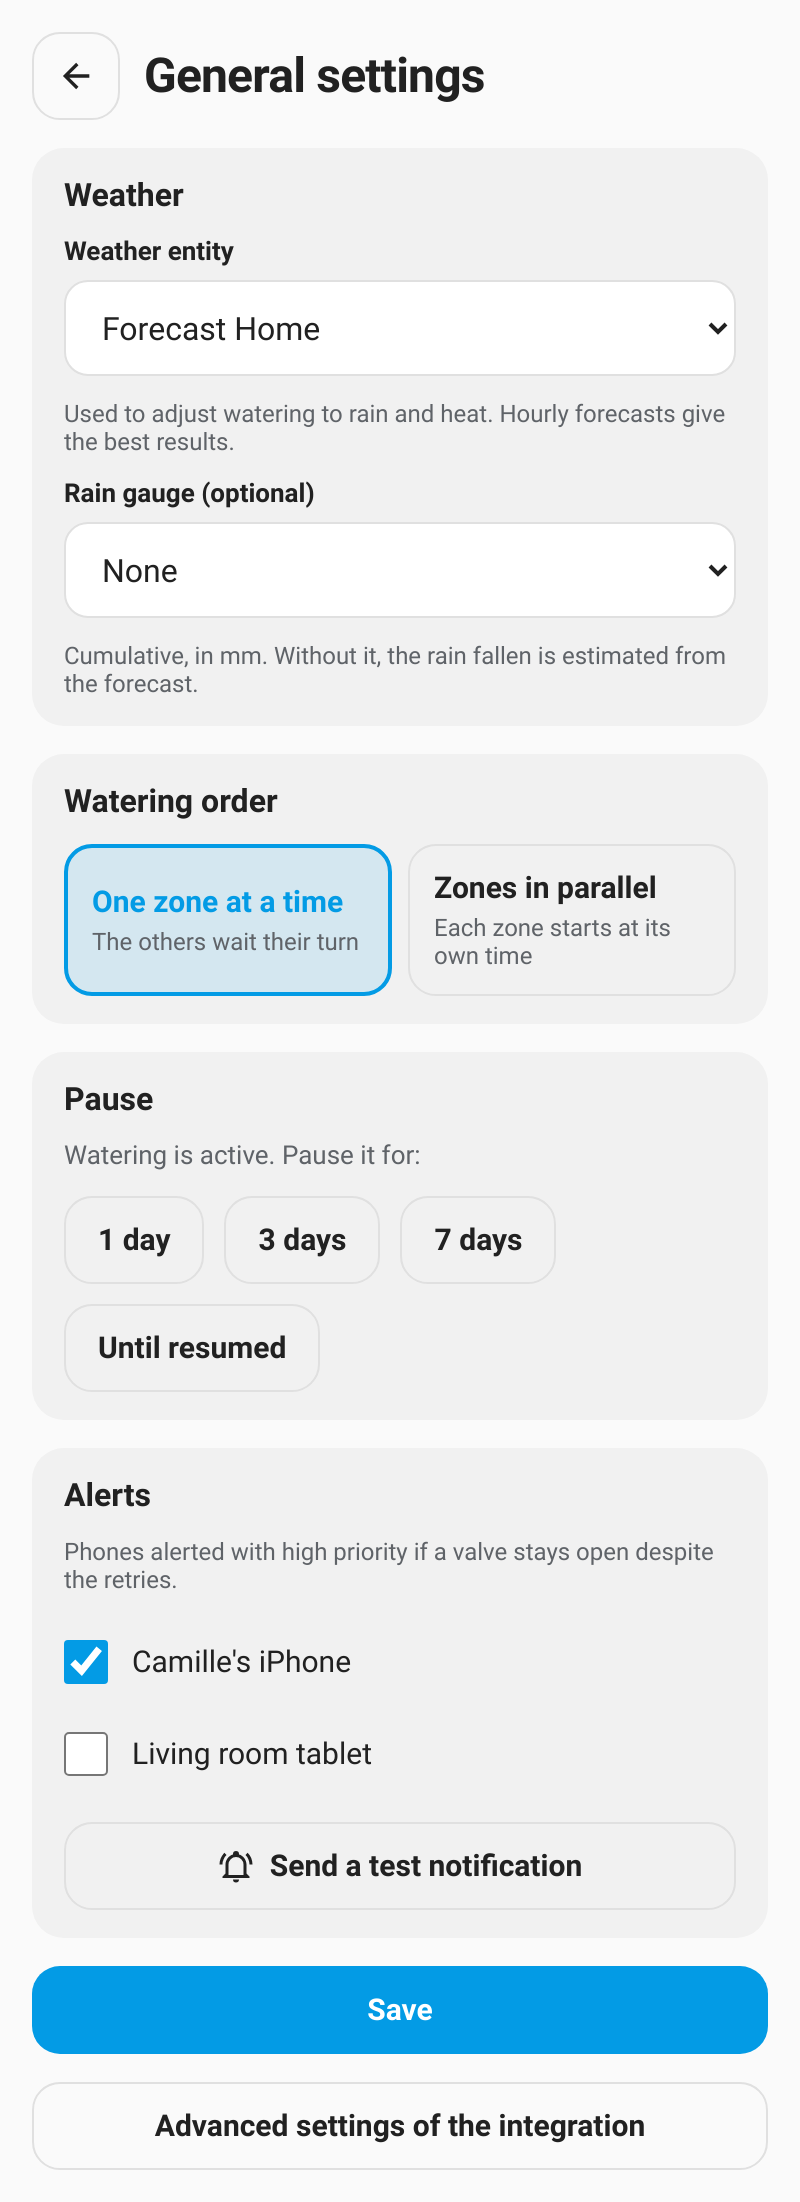 General settings
Weather
Weather entity
Forecast Home
Used to adjust watering to rain and heat. Hourly forecasts give
the best results.
Rain gauge (optional)
None
Cumulative, in mm. Without it, the rain fallen is estimated from
the forecast.
Watering order
One zone at a time
The others wait their turn
Zones in parallel
Each zone starts at its
own time
Pause
Watering is active. Pause it for:
1 day
3 days
7 days
Until resumed
Alerts
Phones alerted with high priority if a valve stays open despite
the retries.
Camille's iPhone
Living room tablet
Send a test notification
Save
Advanced settings of the integration